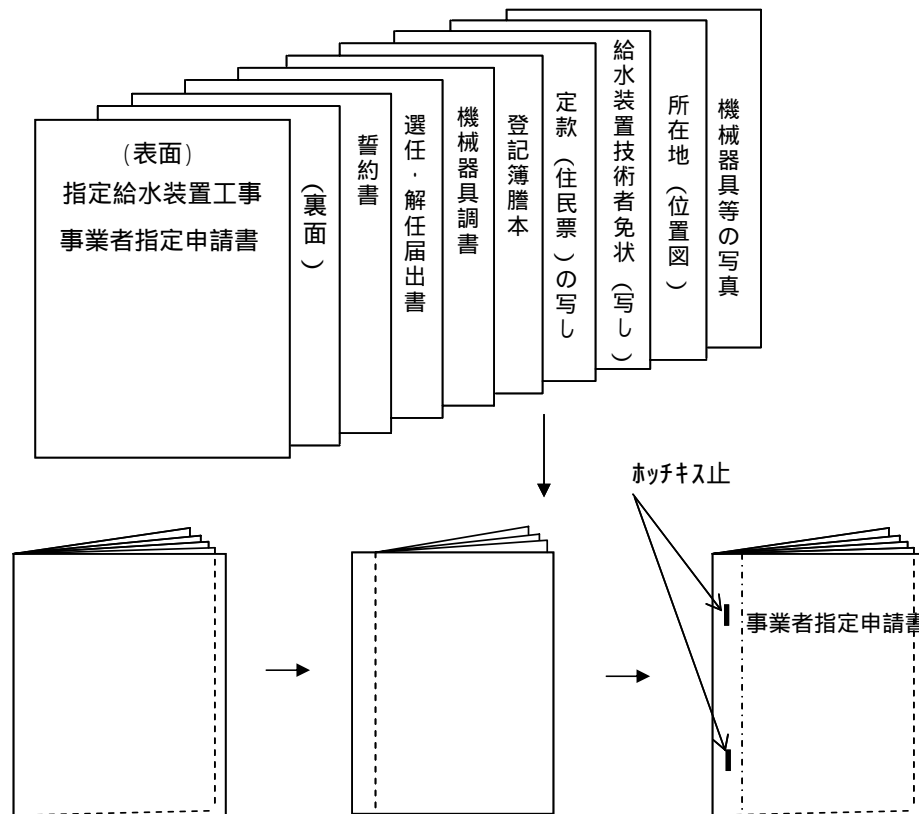 (表面)
指定給水装置工事
事業者指定申請書
(裏面)
誓約書
選任・解任届出書
機械器具調書
登記簿謄本
定款(住民票)の写し
給水装置技術者免状(写し)
所在地(位置図)
機械器具等の写真
ホッチキス止
事業者指定申請書